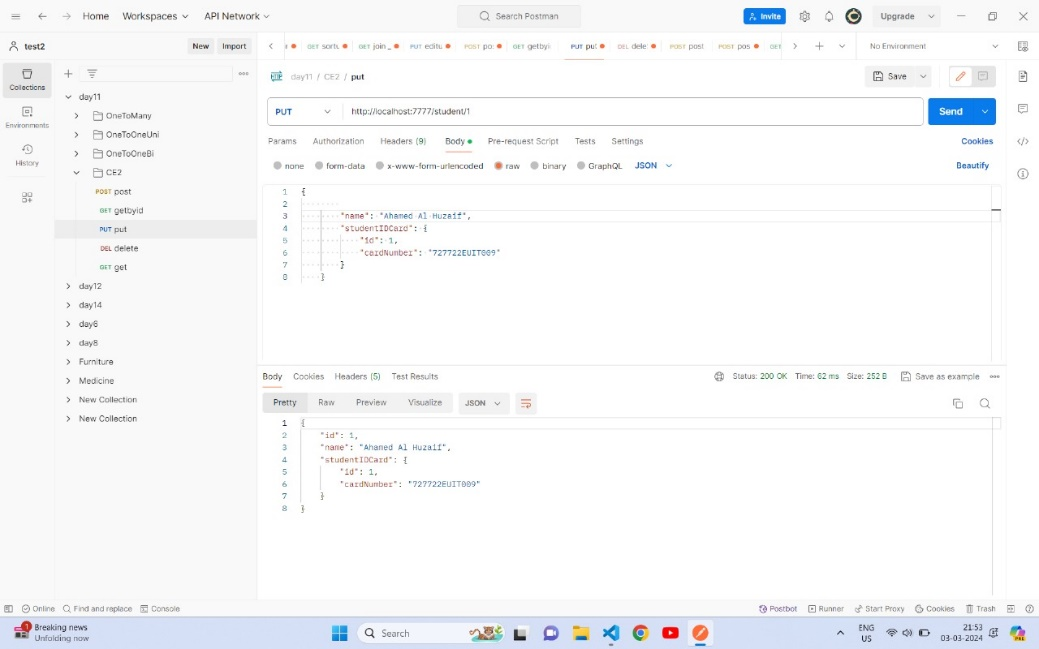 Home Workspaces API Network Search Postman Invite Upgrade
test2 New Import GET sort GET join_ PUT edit POST po: GET getbyi PUT put DEL dele POST post POST pos GET No Environment
Collections day11 / CE2 / put Save
day11 PUT http://localhost:7777/student/1 Send
OneToMany
Environments OneToOneUni Params Authorization Headers (9) Body Pre-request Script Tests Settings Cookies
History OneToOneBi none form-data x-www-form-urlencoded raw binary GraphQL JSON Beautify
CE2
POST post
GET getbyid
PUT put
DEL delete
GET get
day12
day14
day6
day8
Furniture
Medicine
New Collection
New Collection
1 {
2
3 "name": "Ahamed Al Huzaif",
4 "studentIDCard": {
5 "id": 1,
6 "cardNumber": "727722EUIT009"
7 }
8 }
Body Cookies Headers (5) Test Results Status: 200 OK Time: 62 ms Size: 252 B Save as example
Pretty Raw Preview Visualize JSON
1 {
2 "id": 1,
3 "name": "Ahamed Al Huzaif",
4 "studentIDCard": {
5 "id": 1,
6 "cardNumber": "727722EUIT009"
7 }
8 }
Online Find and replace Console Postbot Runner Start Proxy Cookies Trash
Breaking news
Unfolding now
Search
ENG
US
21:53
03-03-2024